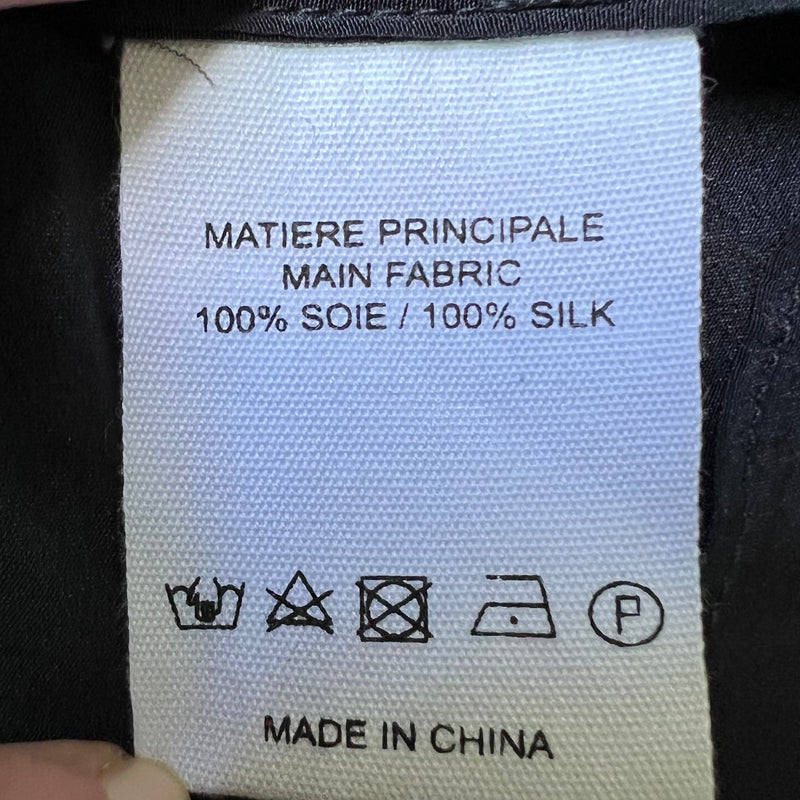 MATIERE PRINCIPALE
MAIN FABRIC
100% SOIE / 100% SILK
P
MADE IN CHINA